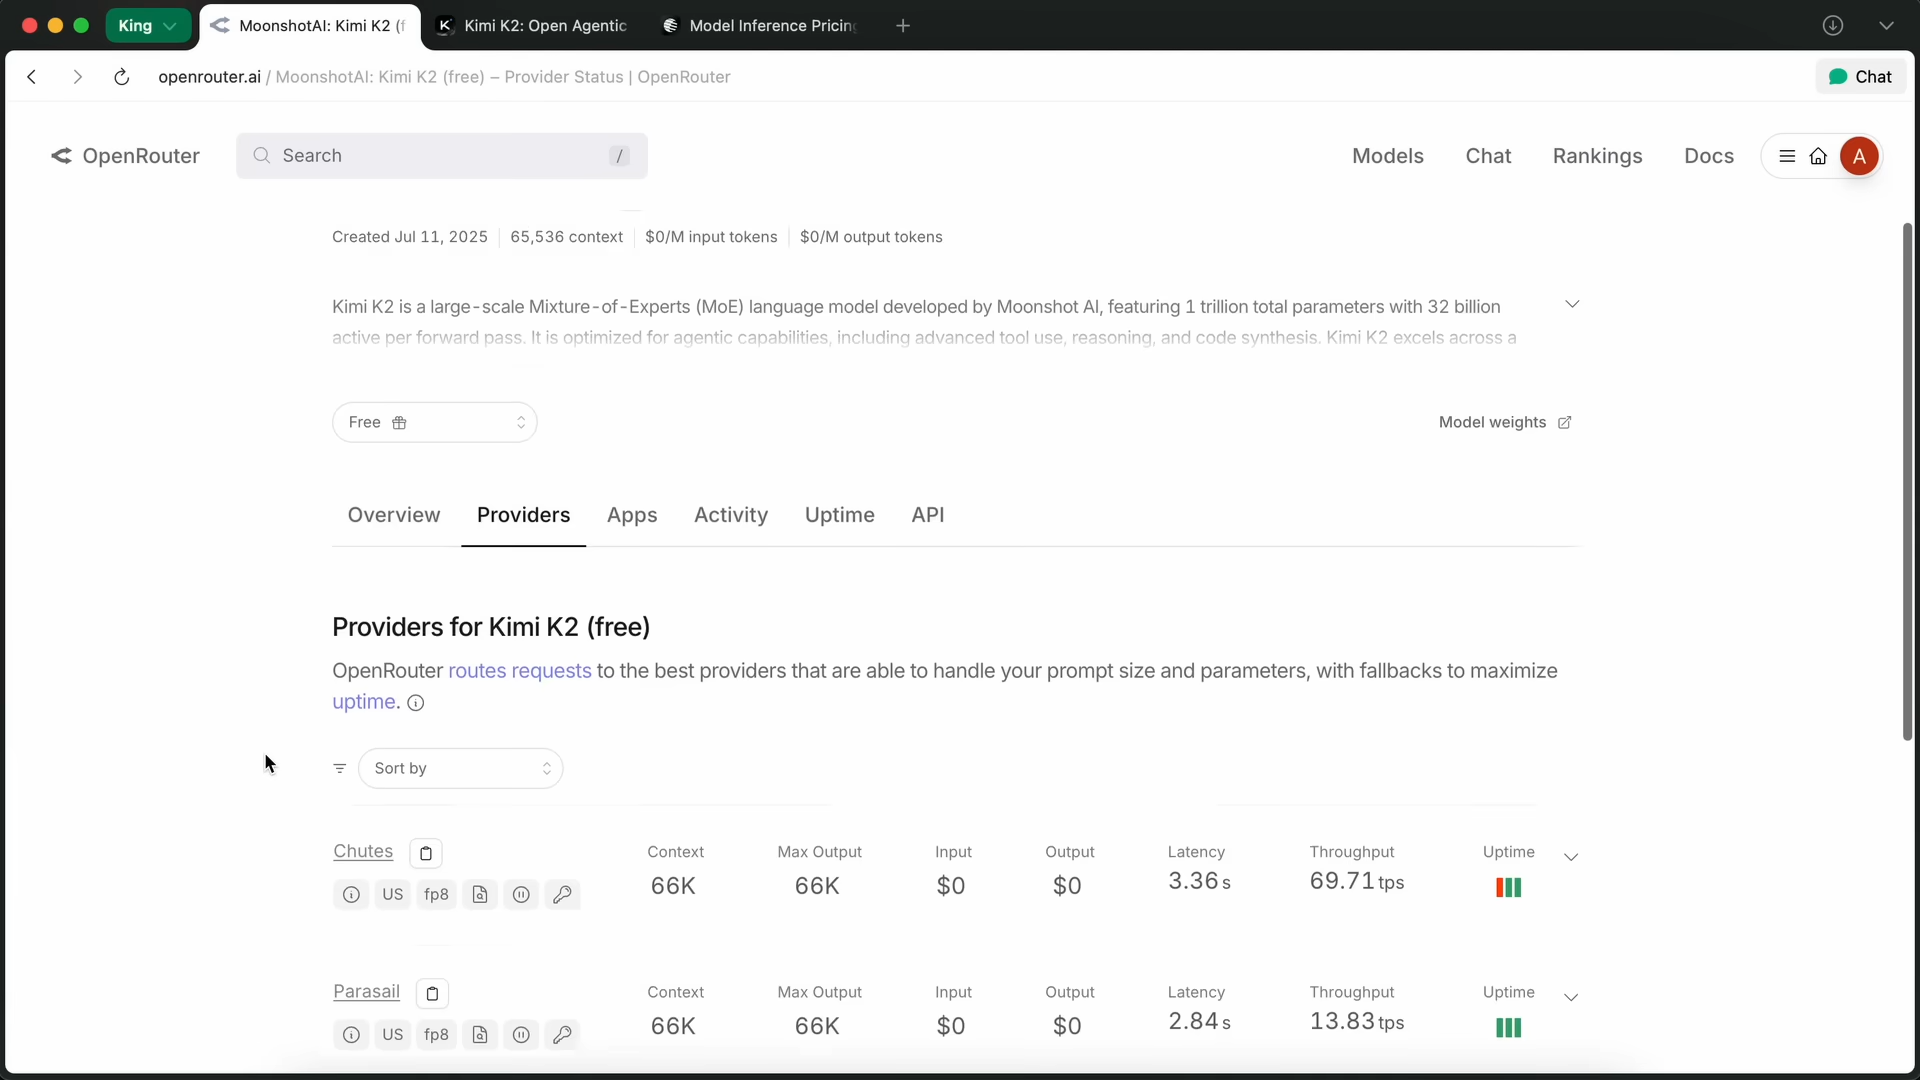 King
MoonshotAI: Kimi K2 (f
Kimi K2: Open Agentic
Model Inference Pricing
openrouter.ai / MoonshotAI: Kimi K2 (free) – Provider Status | OpenRouter
Chat
OpenRouter
Search
/
Models
Chat
Rankings
Docs
A
Created Jul 11, 2025
65,536 context
$0/M input tokens
$0/M output tokens
Kimi K2 is a large-scale Mixture-of-Experts (MoE) language model developed by Moonshot AI, featuring 1 trillion total parameters with 32 billion
active per forward pass. It is optimized for agentic capabilities, including advanced tool use, reasoning, and code synthesis. Kimi K2 excels across a
Free
Model weights
Overview
Providers
Apps
Activity
Uptime
API
Providers for Kimi K2 (free)
OpenRouter routes requests to the best providers that are able to handle your prompt size and parameters, with fallbacks to maximize
uptime.
Sort by
Chutes
Context
Max Output
Input
Output
Latency
Throughput
Uptime
US
fp8
66K
66K
$0
$0
3.36s
69.71tps
Parasail
Context
Max Output
Input
Output
Latency
Throughput
Uptime
US
fp8
66K
66K
$0
$0
2.84s
13.83tps